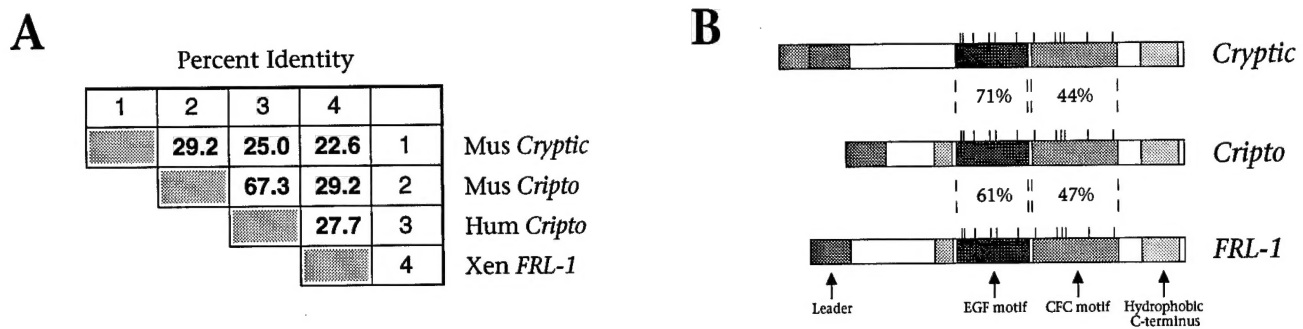 A
Percent Identity
1 2 3 4
29.2 25.0 22.6 1 Mus Cryptic
67.3 29.2 2 Mus Cripto
27.7 3 Hum Cripto
4 Xen FRL-1
B
Cryptic
71% 44%
Cripto
61% 47%
FRL-1
Leader EGF motif CFC motif Hydrophobic
C-terminus